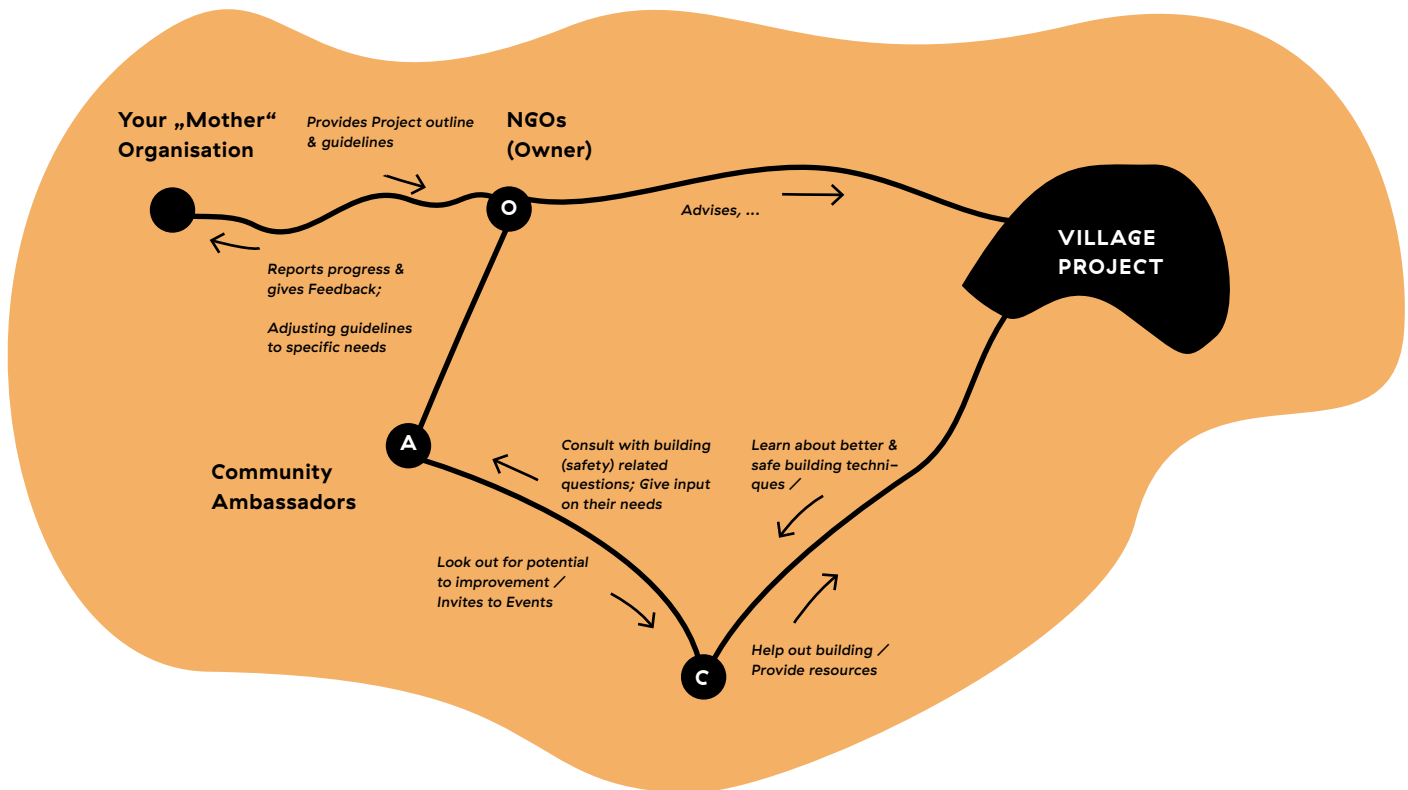 Your „Mother“
Organisation
Provides Project outline
& guidelines
NGOs
(Owner)
O
Advises, ...
VILLAGE
PROJECT
Reports progress &
gives Feedback;
Adjusting guidelines
to specific needs
A
Community
Ambassadors
Consult with building
(safety) related
questions; Give input
on their needs
Learn about better &
safe building techni–
ques /
Look out for potential
to improvement /
Invites to Events
Help out building /
Provide resources
C